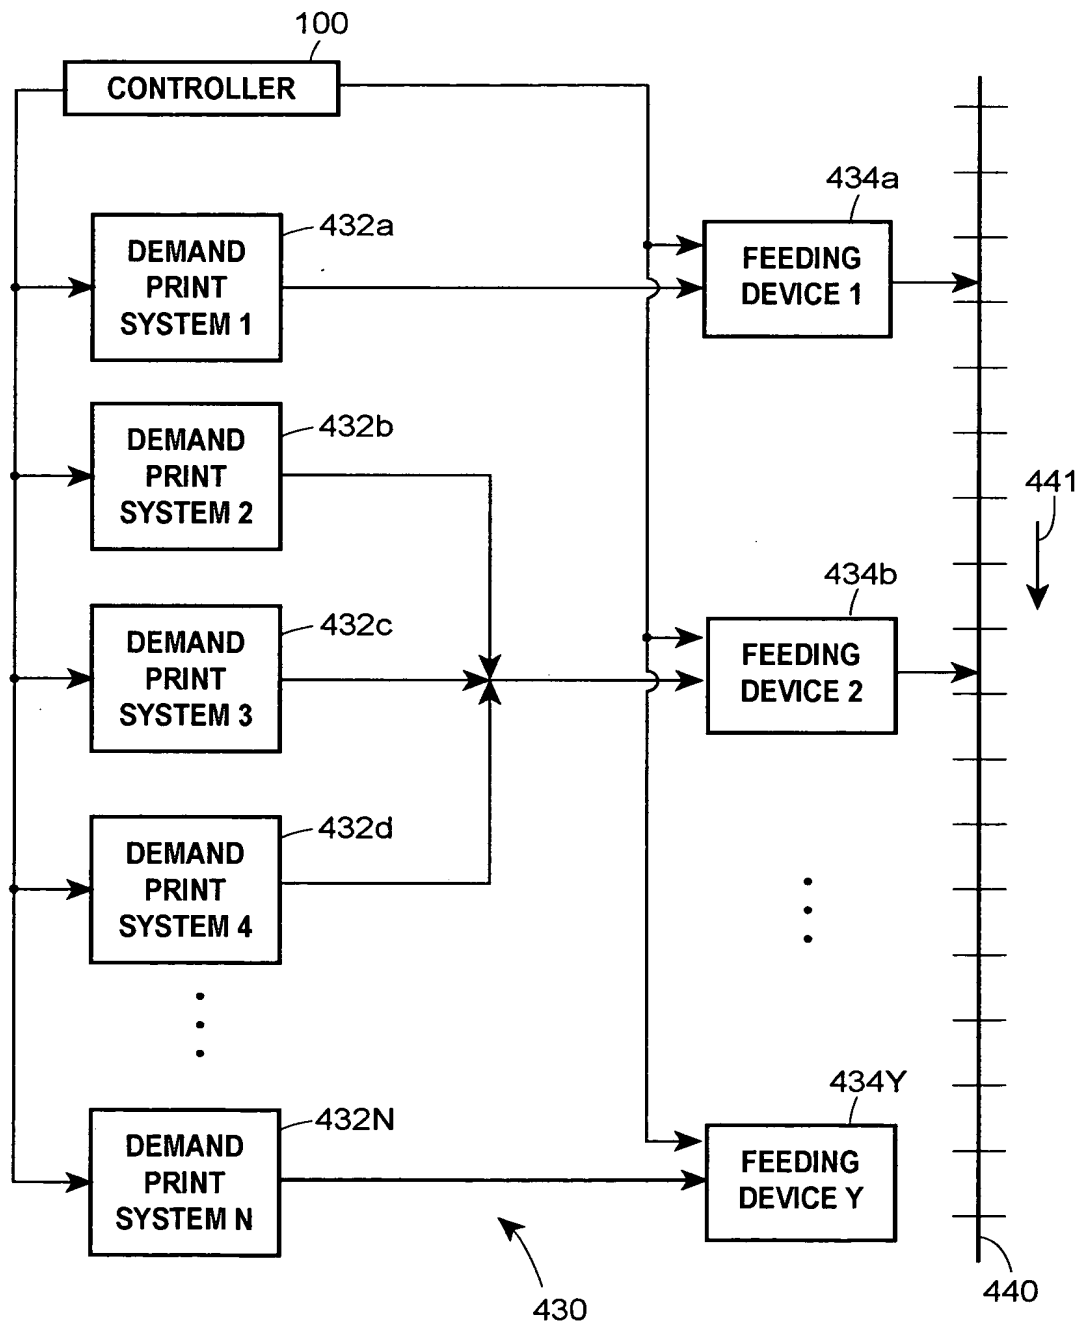 100
CONTROLLER
434a
432a
DEMAND
PRINT
SYSTEM 1
FEEDING
DEVICE 1
432b
DEMAND
PRINT
SYSTEM 2
441
434b
432c
DEMAND
PRINT
SYSTEM 3
FEEDING
DEVICE 2
432d
DEMAND
PRINT
SYSTEM 4
434Y
432N
DEMAND
PRINT
SYSTEM N
FEEDING
DEVICE Y
440
430